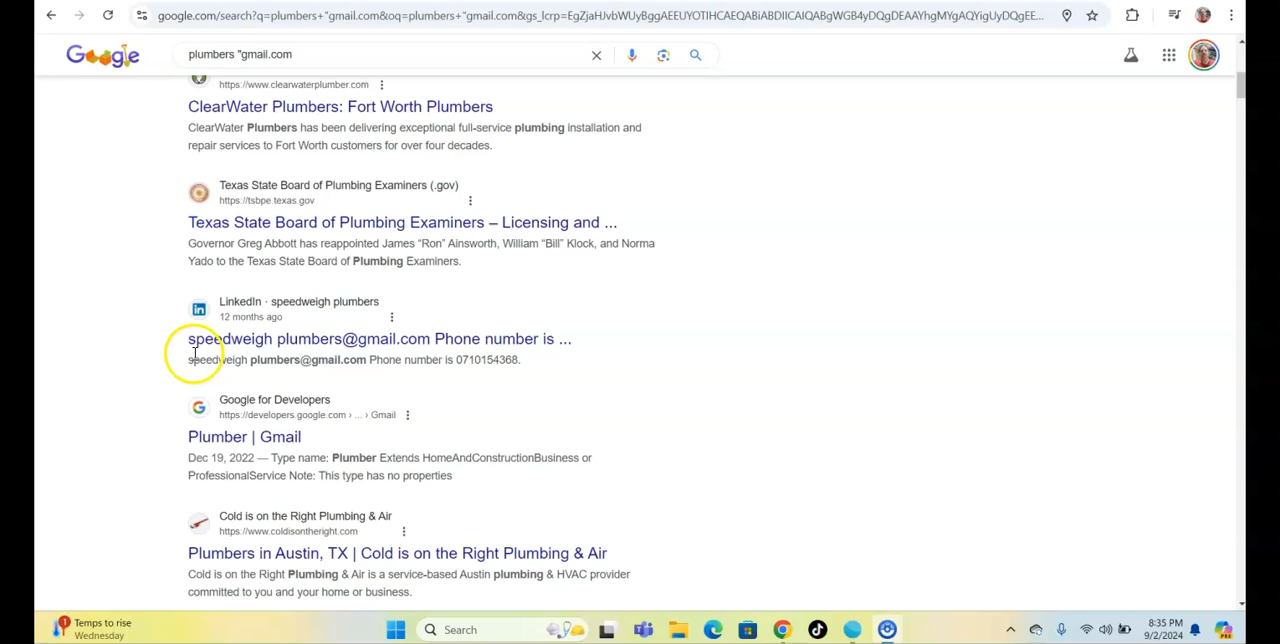 google.com/search?q=plumbers+"gmail.com&oq=plumbers+"gmail.com&gs_lcrp=EgZjaHJvbWUyBggAEEUYOTIHCAEQABiABDIICAIQABgWGB4yDQgDEAAYhgMYgAQYigUyDQgEE...
Google
plumbers "gmail.com
https://www.clearwaterplumber.com
ClearWater Plumbers: Fort Worth Plumbers
ClearWater Plumbers has been delivering exceptional full-service plumbing installation and
repair services to Fort Worth customers for over four decades.
Texas State Board of Plumbing Examiners (.gov)
https://tsbpe.texas.gov
Texas State Board of Plumbing Examiners – Licensing and ...
Governor Greg Abbott has reappointed James “Ron” Ainsworth, William “Bill” Klock, and Norma
Yado to the Texas State Board of Plumbing Examiners.
LinkedIn · speedweigh plumbers
12 months ago
speedweigh plumbers@gmail.com Phone number is ...
speedweigh plumbers@gmail.com Phone number is 0710154368.
Google for Developers
https://developers.google.com › ... › Gmail
Plumber | Gmail
Dec 19, 2022 — Type name: Plumber Extends HomeAndConstructionBusiness or
ProfessionalService Note: This type has no properties
Cold is on the Right Plumbing & Air
https://www.coldisontheright.com
Plumbers in Austin, TX | Cold is on the Right Plumbing & Air
Cold is on the Right Plumbing & Air is a service-based Austin plumbing & HVAC provider
committed to you and your home or business.
1
Temps to rise
Wednesday
Search
8:35 PM
9/2/2024